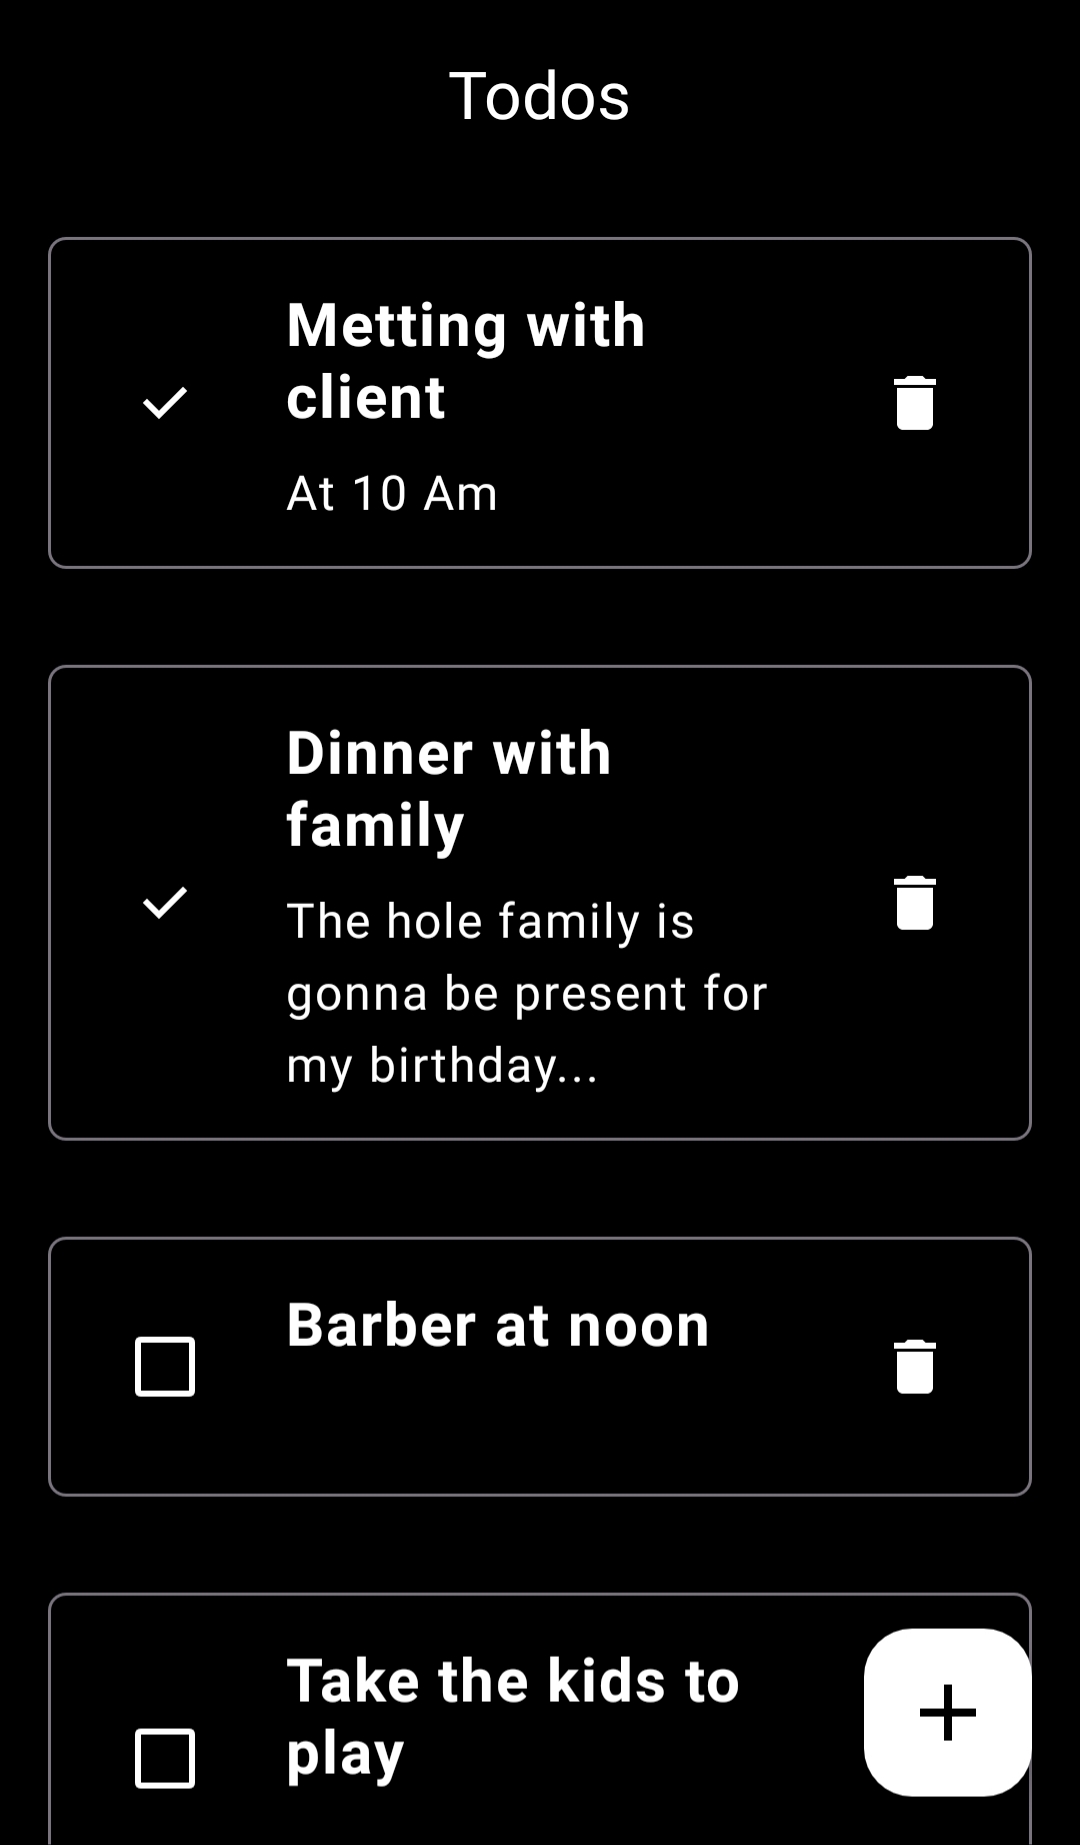 Todos
Metting with
client
At 10 Am
Dinner with
family
The hole family is
gonna be present for
my birthday...
Barber at noon
Take the kids to
play